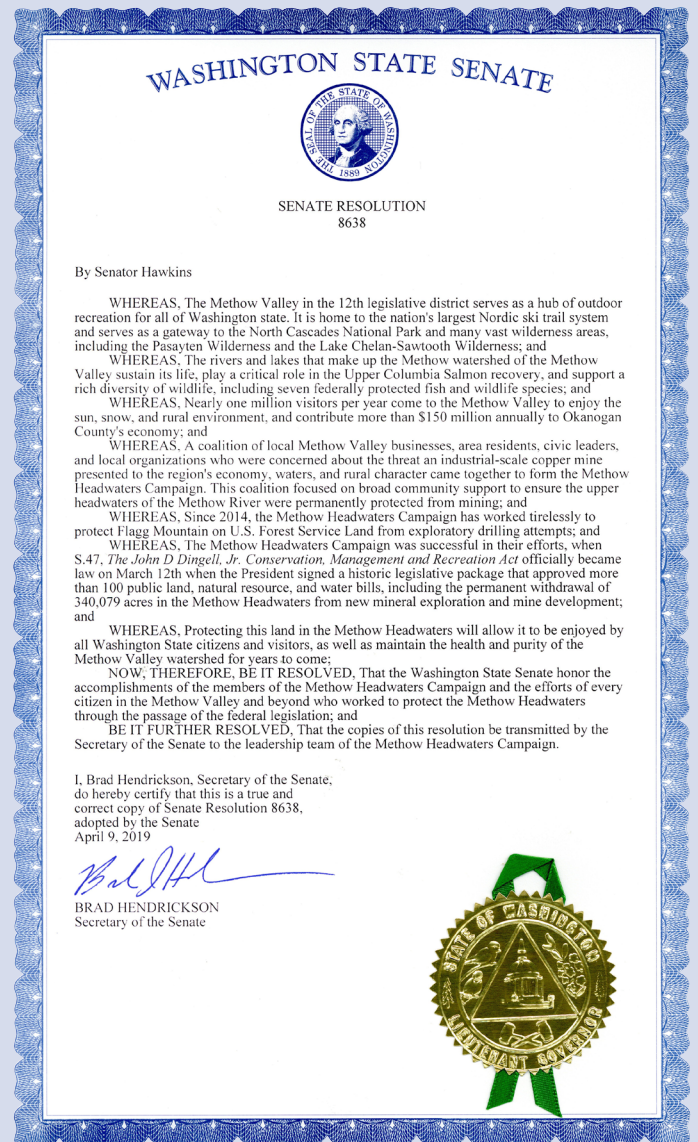 WASHINGTON STATE SENATE
THE SEAL OF THE STATE OF WASHINGTON
1889
SENATE RESOLUTION
8638
By Senator Hawkins
WHEREAS, The Methow Valley in the 12th legislative district serves as a hub of outdoor
recreation for all of Washington state. It is home to the nation's largest Nordic ski trail system
and serves as a gateway to the North Cascades National Park and many vast wilderness areas,
including the Pasayten Wilderness and the Lake Chelan-Sawtooth Wilderness; and
WHEREAS, The rivers and lakes that make up the Methow watershed of the Methow
Valley sustain its life, play a critical role in the Upper Columbia Salmon recovery, and support a
rich diversity of wildlife, including seven federally protected fish and wildlife species; and
WHEREAS, Nearly one million visitors per year come to the Methow Valley to enjoy the
sun, snow, and rural environment, and contribute more than $150 million annually to Okanogan
County's economy; and
WHEREAS, A coalition of local Methow Valley businesses, area residents, civic leaders,
and local organizations who were concerned about the threat an industrial-scale copper mine
presented to the region's economy, waters, and rural character came together to form the Methow
Headwaters Campaign. This coalition focused on broad community support to ensure the upper
headwaters of the Methow River were permanently protected from mining; and
WHEREAS, Since 2014, the Methow Headwaters Campaign has worked tirelessly to
protect Flagg Mountain on U.S. Forest Service Land from exploratory drilling attempts; and
WHEREAS, The Methow Headwaters Campaign was successful in their efforts, when
S.47, The John D Dingell, Jr. Conservation, Management and Recreation Act officially became
law on March 12th when the President signed a historic legislative package that approved more
than 100 public land, natural resource, and water bills, including the permanent withdrawal of
340,079 acres in the Methow Headwaters from new mineral exploration and mine development;
and
WHEREAS, Protecting this land in the Methow Headwaters will allow it to be enjoyed by
all Washington State citizens and visitors, as well as maintain the health and purity of the
Methow Valley watershed for years to come;
NOW, THEREFORE, BE IT RESOLVED, That the Washington State Senate honor the
accomplishments of the members of the Methow Headwaters Campaign and the efforts of every
citizen in the Methow Valley and beyond who worked to protect the Methow Headwaters
through the passage of the federal legislation; and
BE IT FURTHER RESOLVED, That the copies of this resolution be transmitted by the
Secretary of the Senate to the leadership team of the Methow Headwaters Campaign.
I, Brad Hendrickson, Secretary of the Senate,
do hereby certify that this is a true and
correct copy of Senate Resolution 8638,
adopted by the Senate
April 9, 2019
BRAD HENDRICKSON
Secretary of the Senate
STATE OF WASHINGTON
LIEUTENANT GOVERNOR